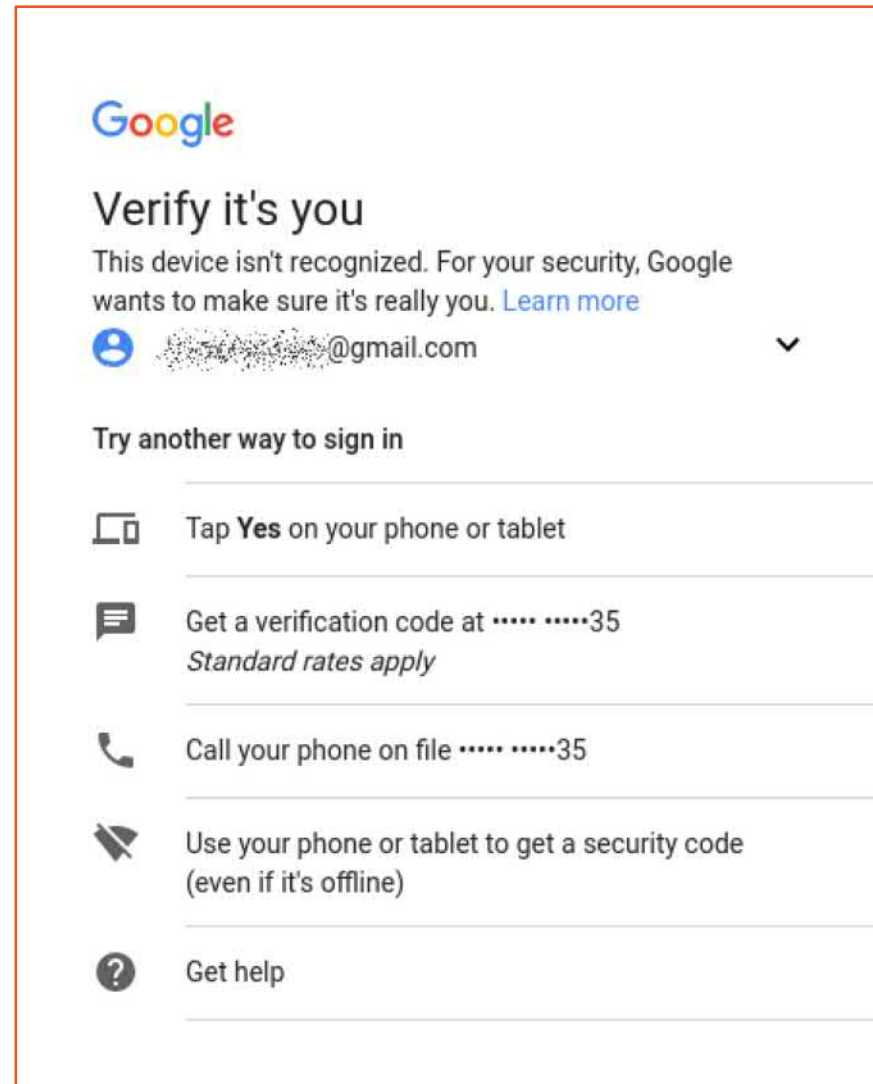 Google
Verify it's you
This device isn't recognized. For your security, Google
wants to make sure it's really you. Learn more
@gmail.com
Try another way to sign in
Tap Yes on your phone or tablet
Get a verification code at ••••• •••••35
Standard rates apply
Call your phone on file ••••• •••••35
Use your phone or tablet to get a security code
(even if it's offline)
Get help